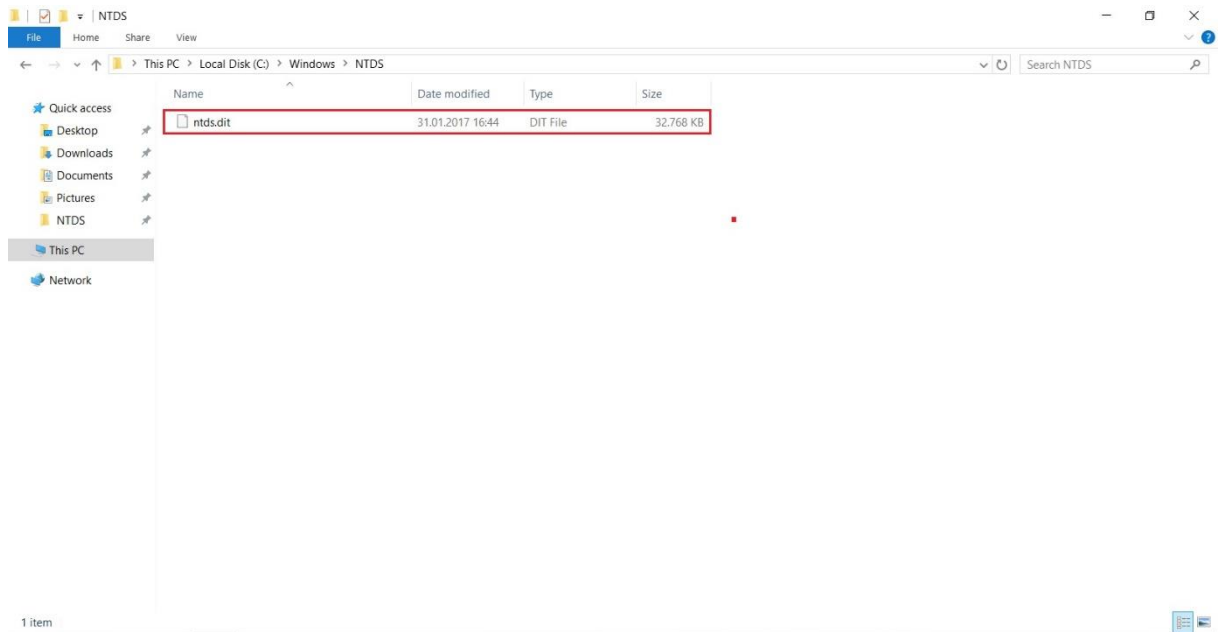 NTDS
File Home Share View
This PC > Local Disk (C:) > Windows > NTDS
Search NTDS
Name Date modified Type Size
Quick access
Desktop
Downloads
Documents
Pictures
NTDS
This PC
Network
ntds.dit 31.01.2017 16:44 DIT File 32.768 KB
1 item